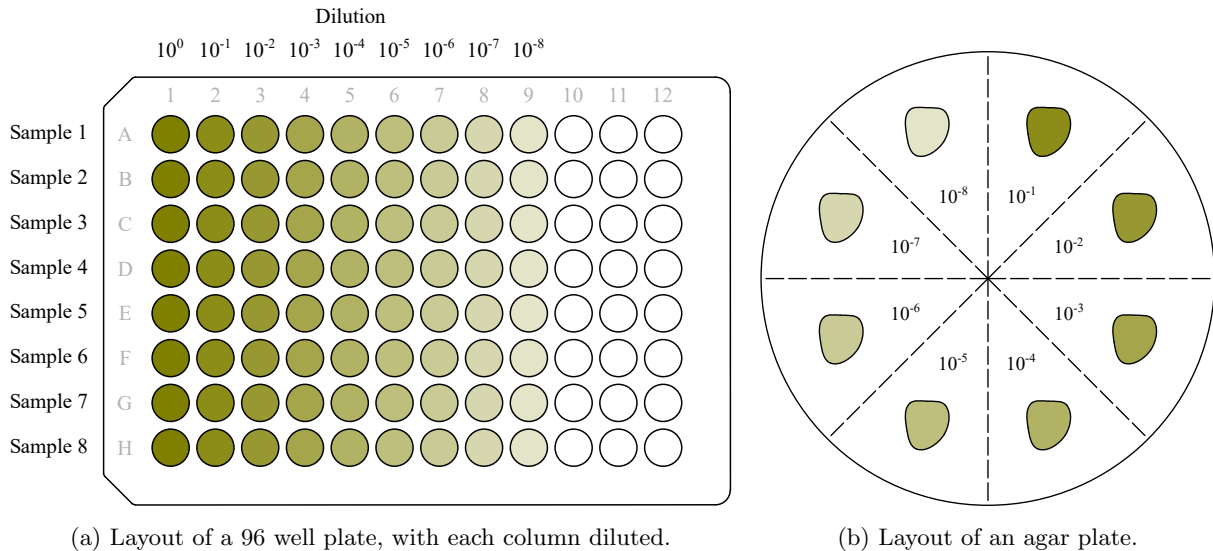 Dilution
10⁰ 10⁻¹ 10⁻² 10⁻³ 10⁻⁴ 10⁻⁵ 10⁻⁶ 10⁻⁷ 10⁻⁸
1 2 3 4 5 6 7 8 9 10 11 12
Sample 1 A
Sample 2 B
Sample 3 C
Sample 4 D
Sample 5 E
Sample 6 F
Sample 7 G
Sample 8 H
(a) Layout of a 96 well plate, with each column diluted.
10⁻⁸ 10⁻¹
10⁻⁷ 10⁻²
10⁻⁶ 10⁻³
10⁻⁵ 10⁻⁴
(b) Layout of an agar plate.